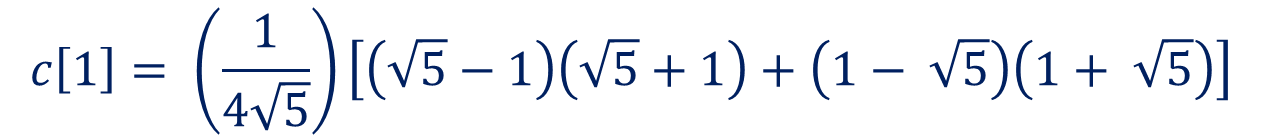 c[1] = (1/(4√5)) [(√5 − 1)(√5 + 1) + (1 − √5)(1 + √5)]